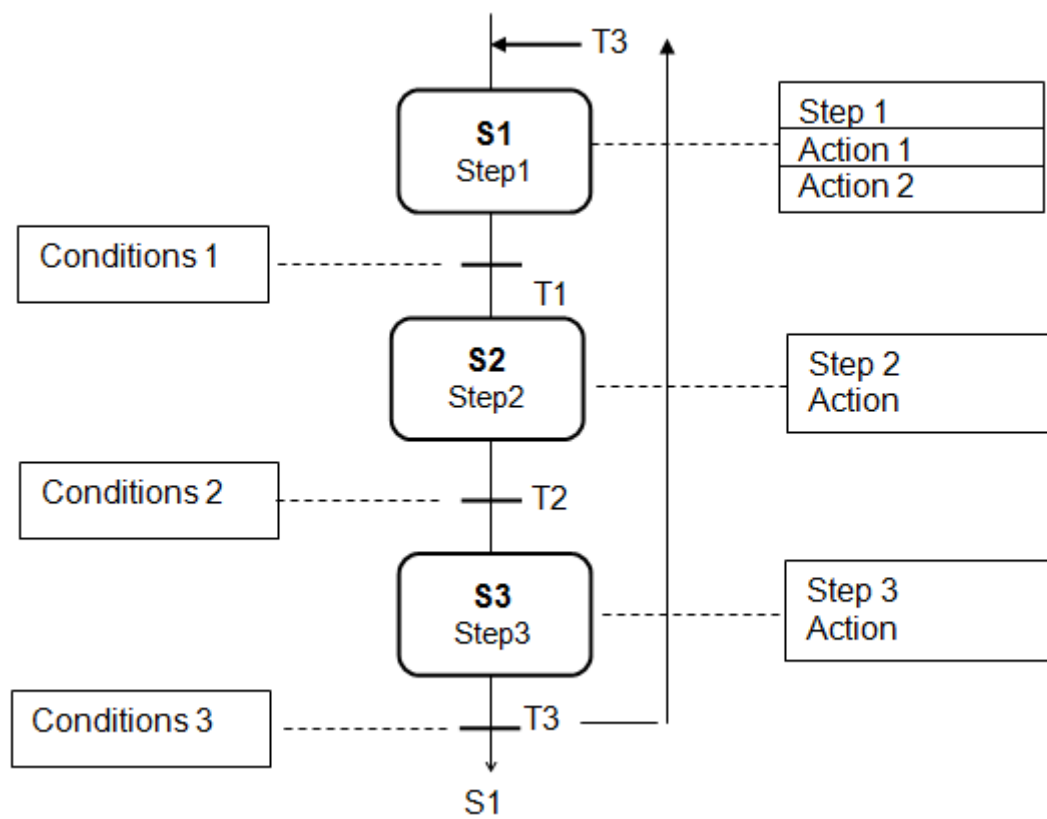 T3
S1
Step1
Step 1
Action 1
Action 2
Conditions 1
T1
S2
Step2
Step 2
Action
Conditions 2
T2
S3
Step3
Step 3
Action
Conditions 3
T3
S1